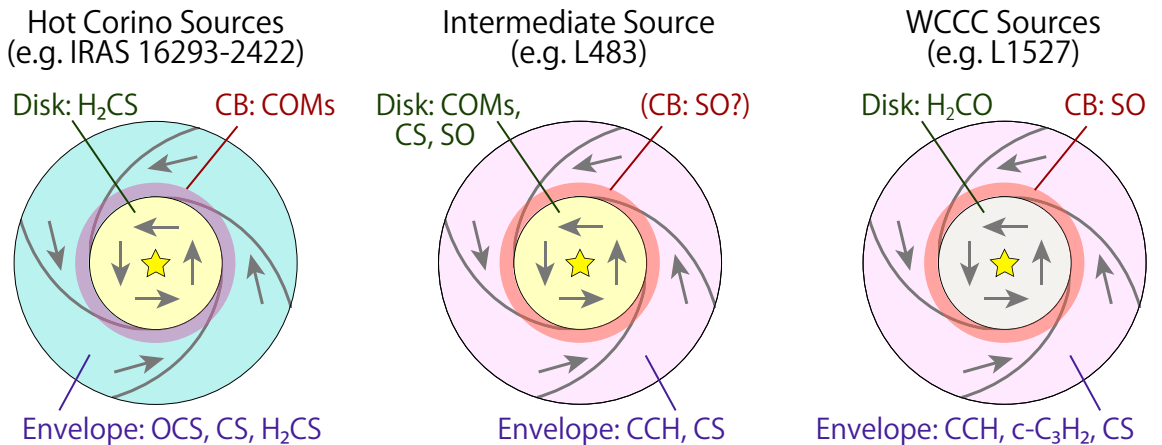 Hot Corino Sources
(e.g. IRAS 16293-2422)
Disk: H₂CS
CB: COMs
Envelope: OCS, CS, H₂CS
Intermediate Source
(e.g. L483)
Disk: COMs,
CS, SO
(CB: SO?)
Envelope: CCH, CS
WCCC Sources
(e.g. L1527)
Disk: H₂CO
CB: SO
Envelope: CCH, c-C₃H₂, CS